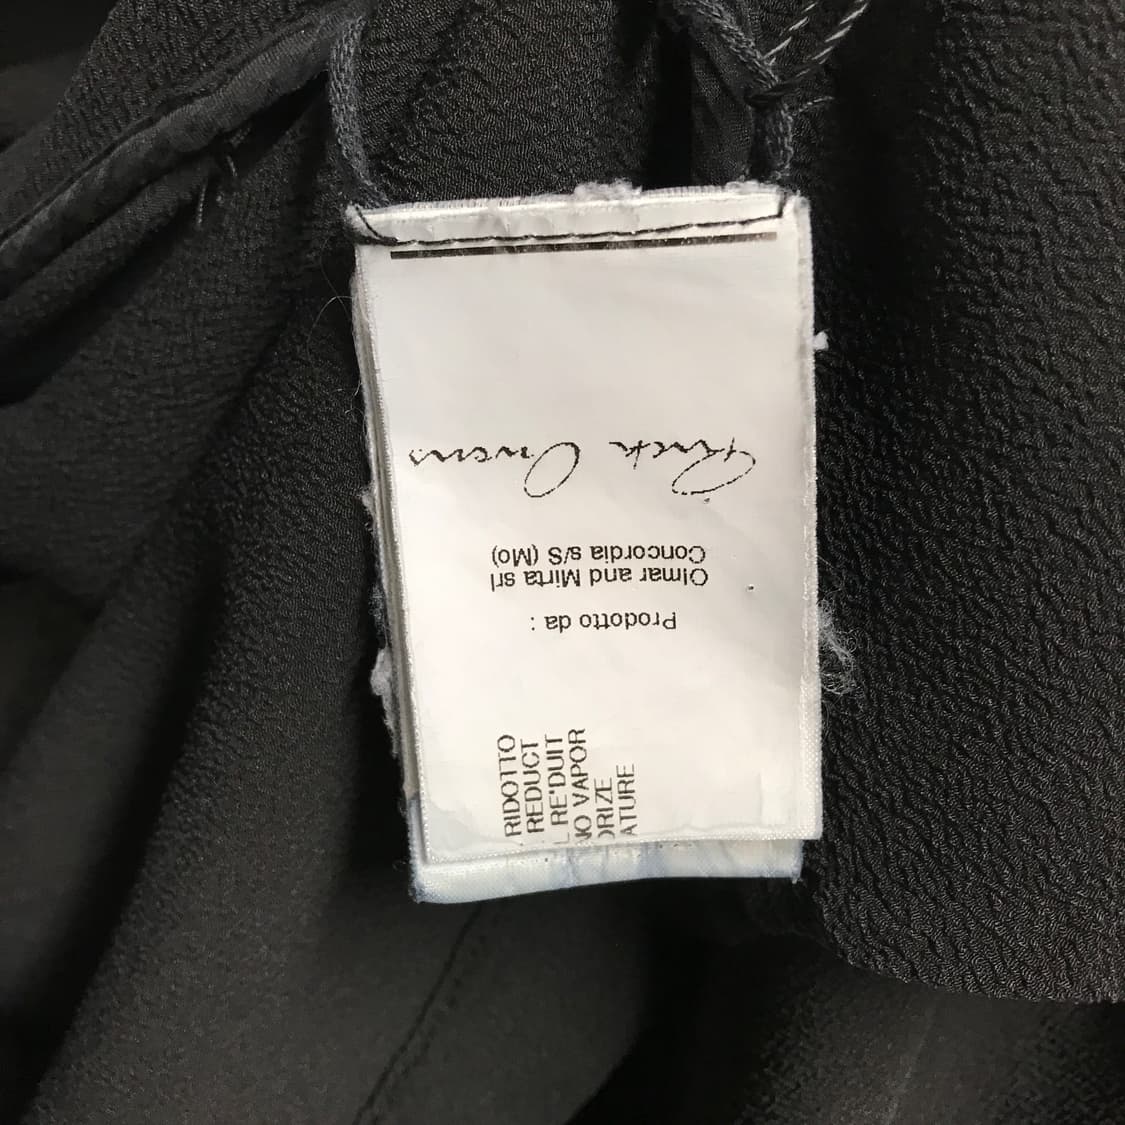 Rick Owens
Concordia s/S (Mo)
Olmar and Mirta srl
Prodotto da :
RIDOTTO
REDUCT
L RE'DUIT
NO VAPOR
ORIZE
ATURE